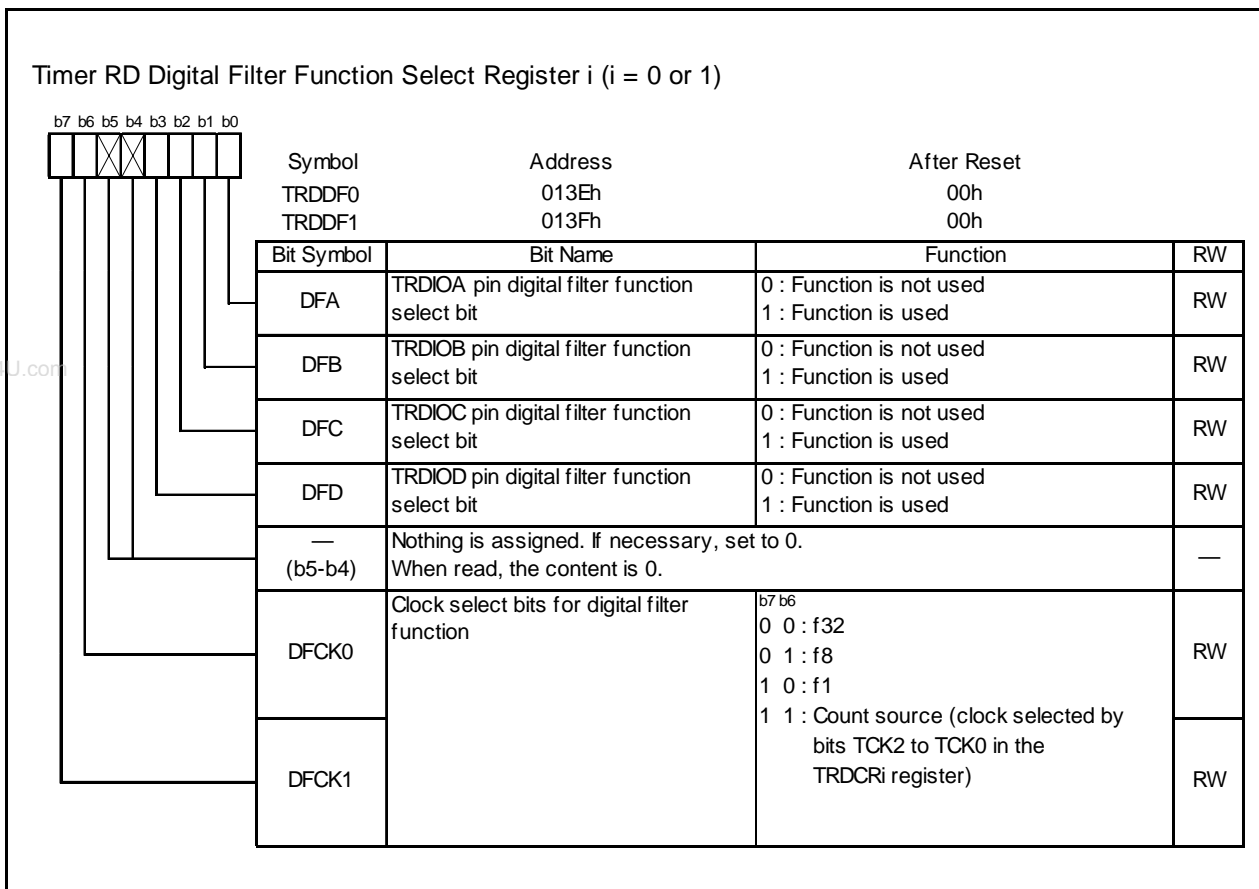 Timer RD Digital Filter Function Select Register i (i = 0 or 1)
b7 b6 b5 b4 b3 b2 b1 b0
Symbol Address After Reset
TRDDF0 013Eh 00h
TRDDF1 013Fh 00h
Bit Symbol Bit Name Function RW
DFA TRDIOA pin digital filter function select bit 0 : Function is not used
1 : Function is used RW
DFB TRDIOB pin digital filter function select bit 0 : Function is not used
1 : Function is used RW
DFC TRDIOC pin digital filter function select bit 0 : Function is not used
1 : Function is used RW
DFD TRDIOD pin digital filter function select bit 0 : Function is not used
1 : Function is used RW
— (b5-b4) Nothing is assigned. If necessary, set to 0.
When read, the content is 0. —
DFCK0 Clock select bits for digital filter function b7 b6
0 0 : f32
0 1 : f8 RW
1 0 : f1
1 1 : Count source (clock selected by
bits TCK2 to TCK0 in the
DFCK1 TRDCRi register) RW
U.com